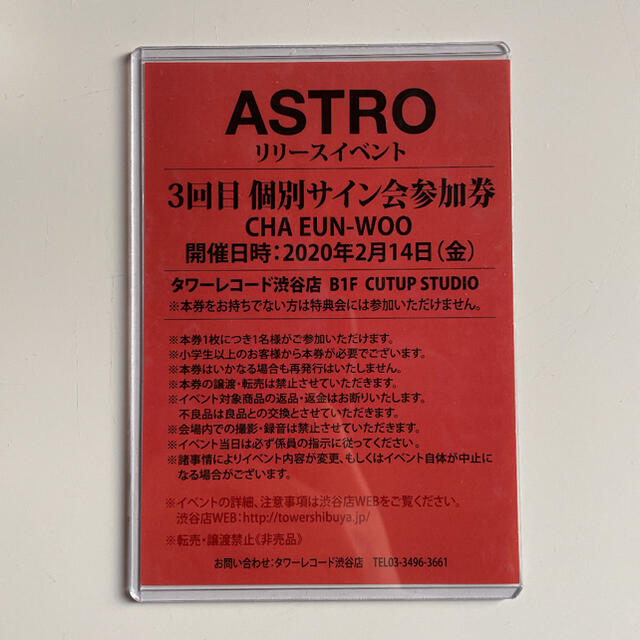 ASTRO
リリースイベント
3回目 個別サイン会参加券
CHA EUN-WOO
開催日時：2020年2月14日（金）
タワーレコード渋谷店 B1F CUTUP STUDIO
※本券をお持ちでない方は特典会には参加いただけません。
※本券1枚につき1名様がご参加いただけます。
※小学生以上のお客様から本券が必要でございます。
※本券はいかなる場合も再発行はいたしません。
※本券の譲渡・転売は禁止させていただきます。
※イベント対象商品の返品・返金はお断りいたします。
不良品は良品との交換とさせていただきます。
※会場内での撮影・録音は禁止させていただきます。
※イベント当日は必ず係員の指示に従ってください。
※諸事情によりイベント内容が変更、もしくはイベント自体が中止に
なる場合がございます。
※イベントの詳細、注意事項は渋谷店WEBをご覧ください。
渋谷店WEB：http://towershibuya.jp/
※転売・譲渡禁止《非売品》
お問い合わせ：タワーレコード渋谷店 TEL03-3496-3661